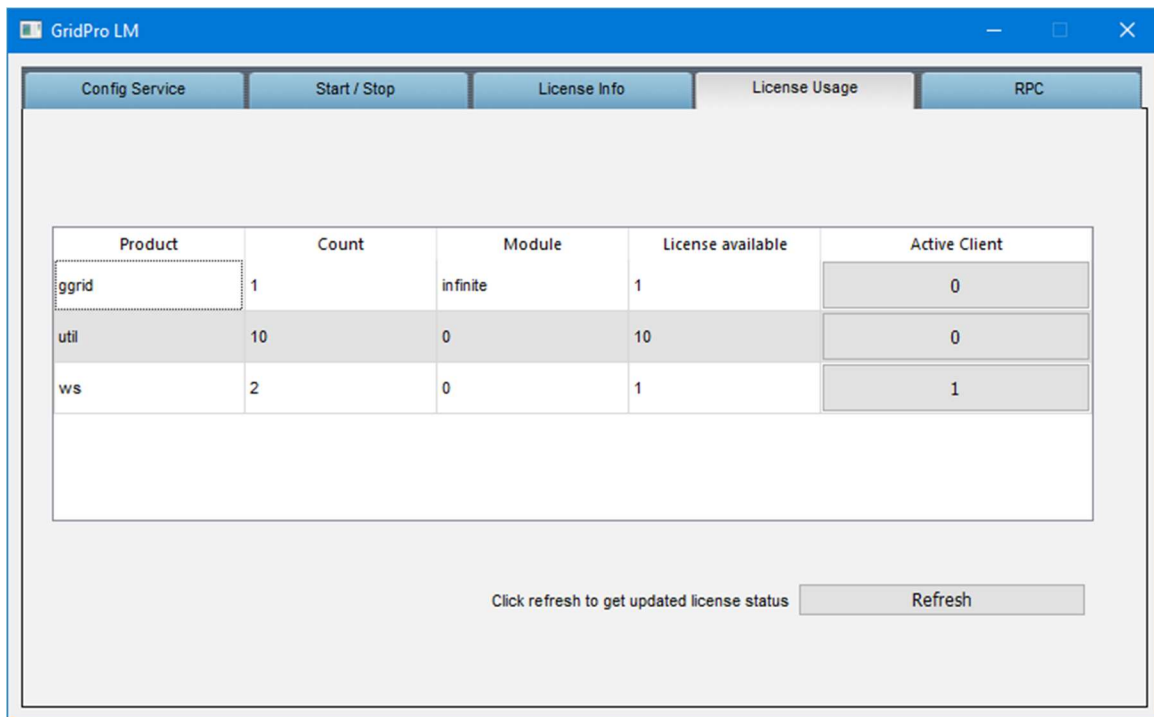 GridPro LM
Config Service Start / Stop License Info License Usage RPC
Product Count Module License available Active Client
ggrid 1 infinite 1 0
util 10 0 10 0
ws 2 0 1 1
Click refresh to get updated license status Refresh